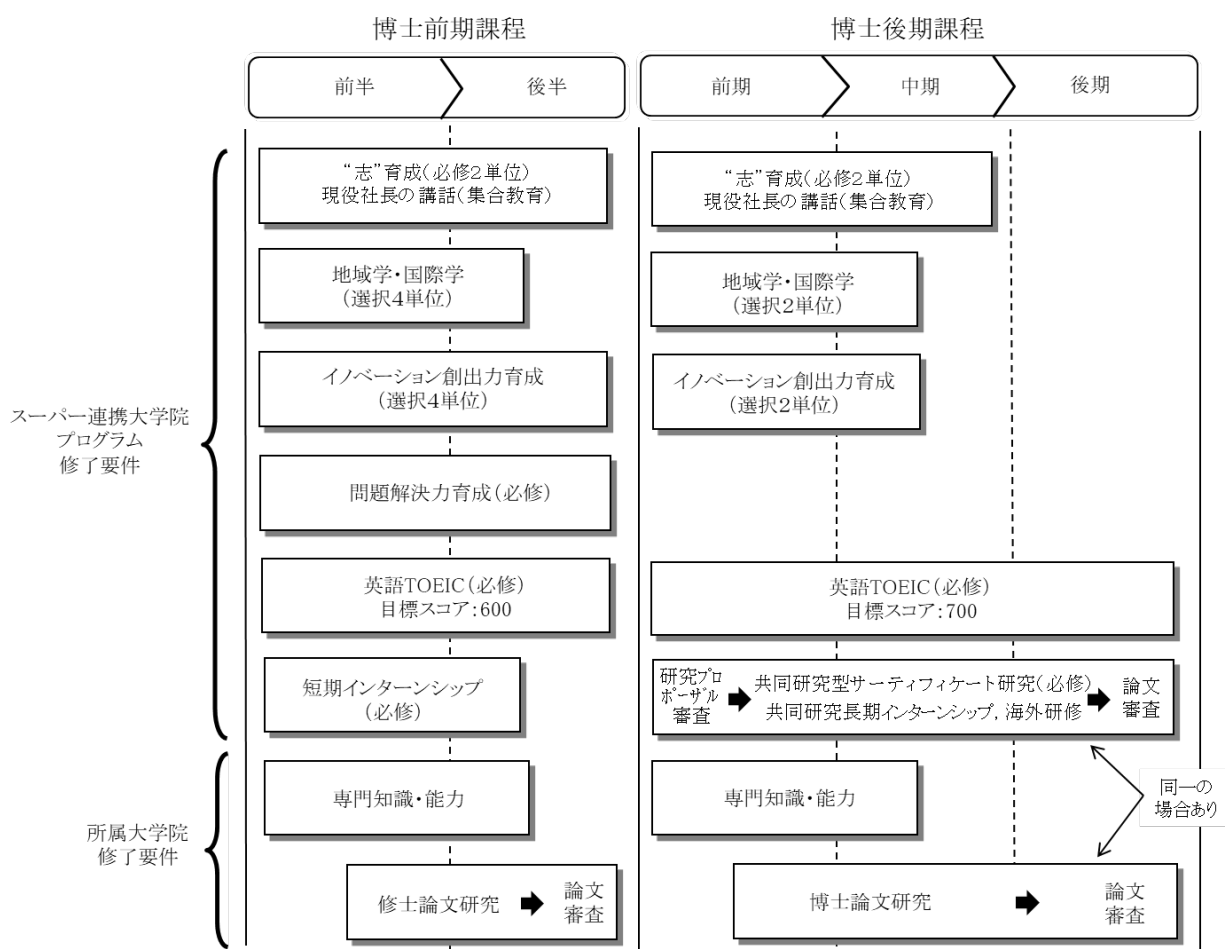 博士前期課程
博士後期課程
前半
後半
前期
中期
後期
スーパー連携大学院
プログラム
修了要件
“志”育成(必修2単位)
現役社長の講話(集合教育)
“志”育成(必修2単位)
現役社長の講話(集合教育)
地域学・国際学
(選択4単位)
地域学・国際学
(選択2単位)
イノベーション創出力育成
(選択4単位)
イノベーション創出力育成
(選択2単位)
問題解決力育成(必修)
英語TOEIC(必修)
目標スコア:600
英語TOEIC(必修)
目標スコア:700
短期インターンシップ
(必修)
研究プロ
ポーザル
審査
共同研究型サーティフィケート研究(必修)
共同研究長期インターンシップ, 海外研修
論文
審査
所属大学院
修了要件
専門知識・能力
専門知識・能力
同一の
場合あり
修士論文研究
論文
審査
博士論文研究
論文
審査